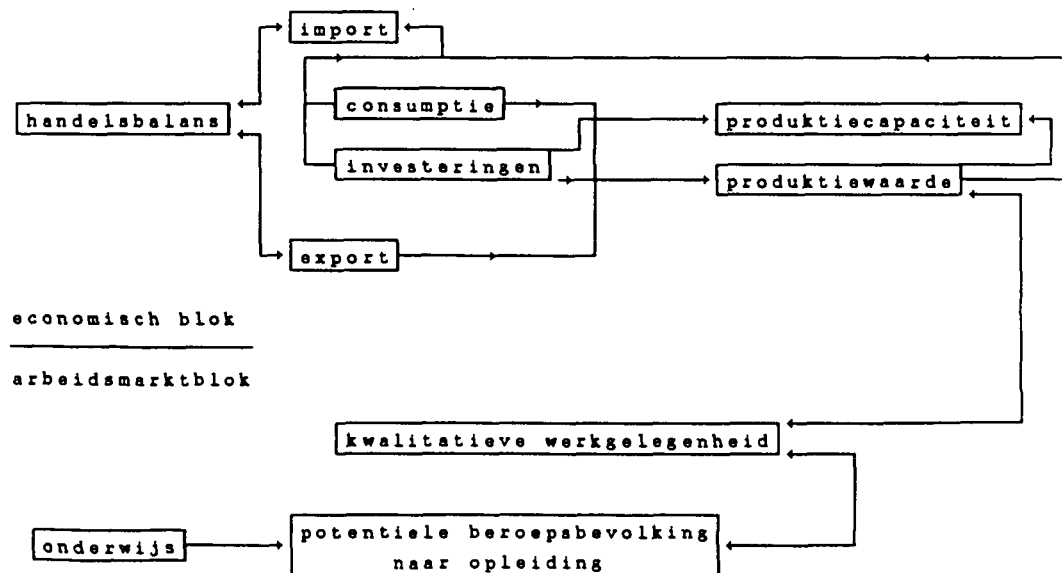 import
consumptie
handelsbalans
produktiecapaciteit
investeringen
produktiewaarde
export
economisch blok
arbeidsmarktblok
kwalitatieve werkgelegenheid
onderwijs
potentiele beroepsbevolking
naar opleiding